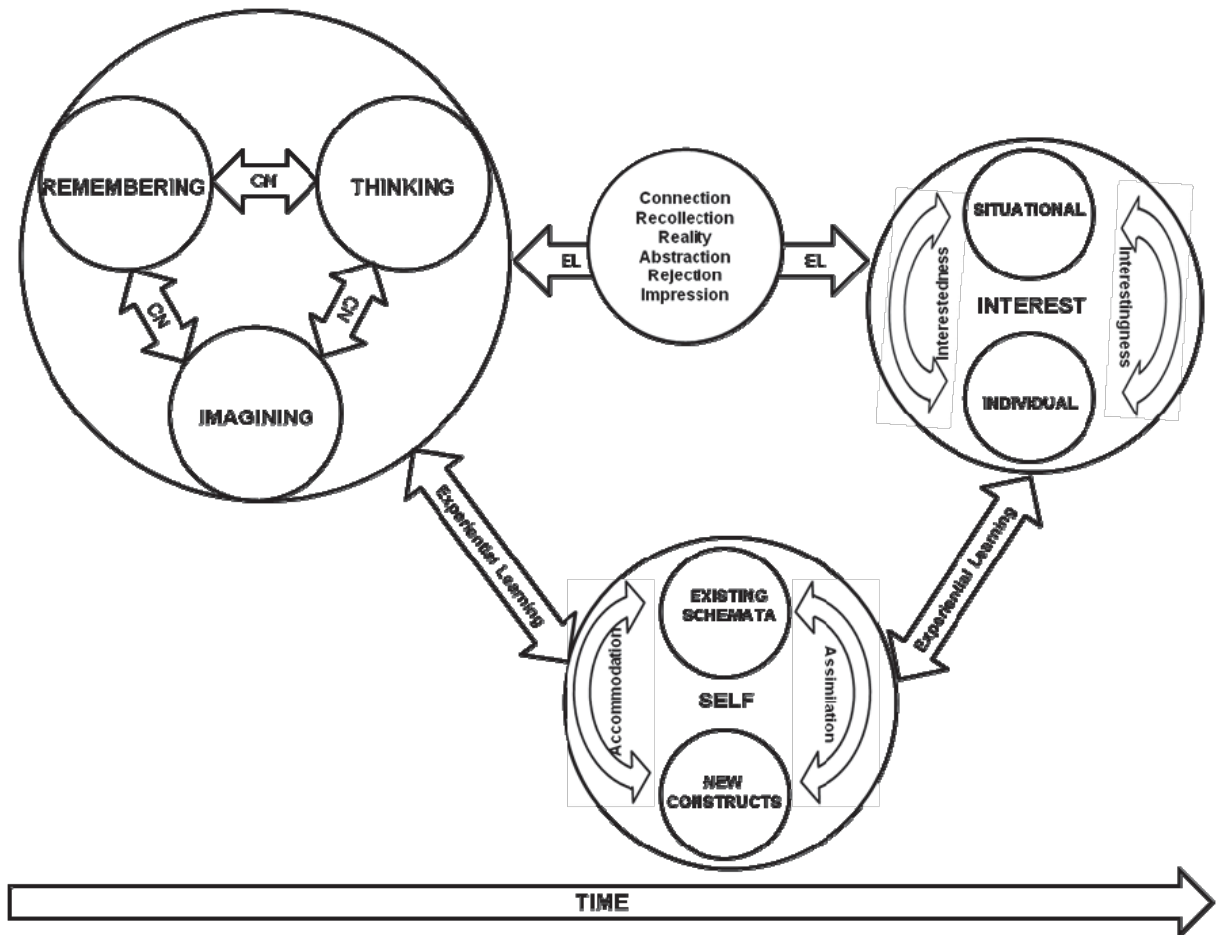 REMEMBERING
CN
THINKING
CN
CN
IMAGINING
EL
Connection
Recollection
Reality
Abstraction
Rejection
Impression
EL
SITUATIONAL
Interestedness
INTEREST
Interestingness
INDIVIDUAL
Experiential Learning
Experiential Learning
EXISTING
SCHEMATA
Accommodation
SELF
Assimilation
NEW
CONSTRUCTS
TIME